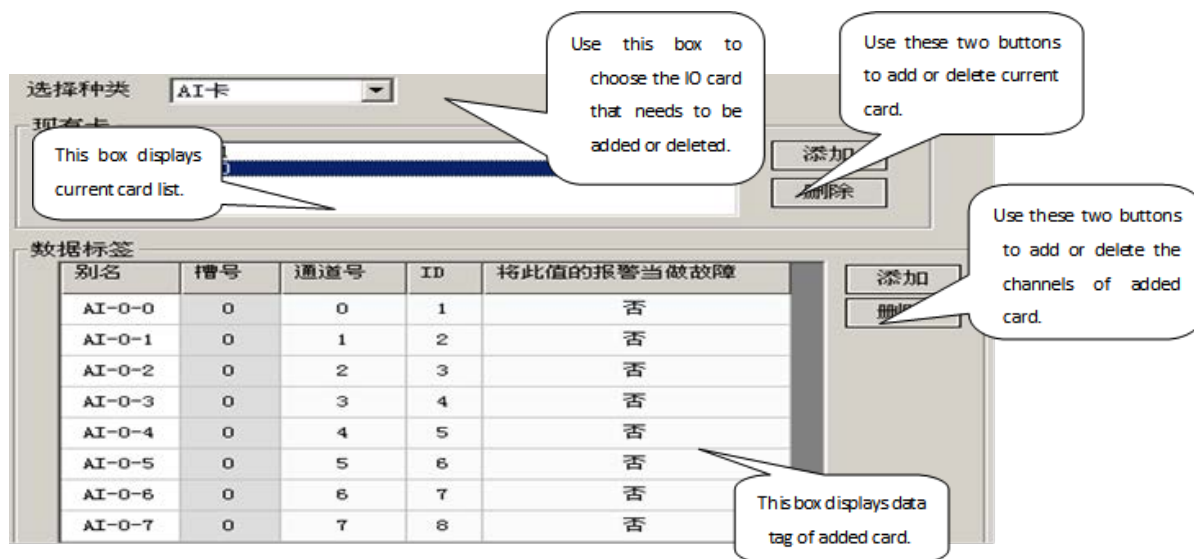 Use this box to
choose the IO card
that needs to be
added or deleted.
Use these two buttons
to add or delete current
card.
选择种类 AI卡
This box displays
current card list.
添加
删除
Use these two buttons
to add or delete the
channels of added
card.
数据标签
别名 槽号 通道号 ID 将此值的报警当做故障
添加
AI-0-0 0 0 1 否
AI-0-1 0 1 2 否
AI-0-2 0 2 3 否
AI-0-3 0 3 4 否
AI-0-4 0 4 5 否
AI-0-5 0 5 6 否
AI-0-6 0 6 7 否
AI-0-7 0 7 8 否
This box displays data
tag of added card.